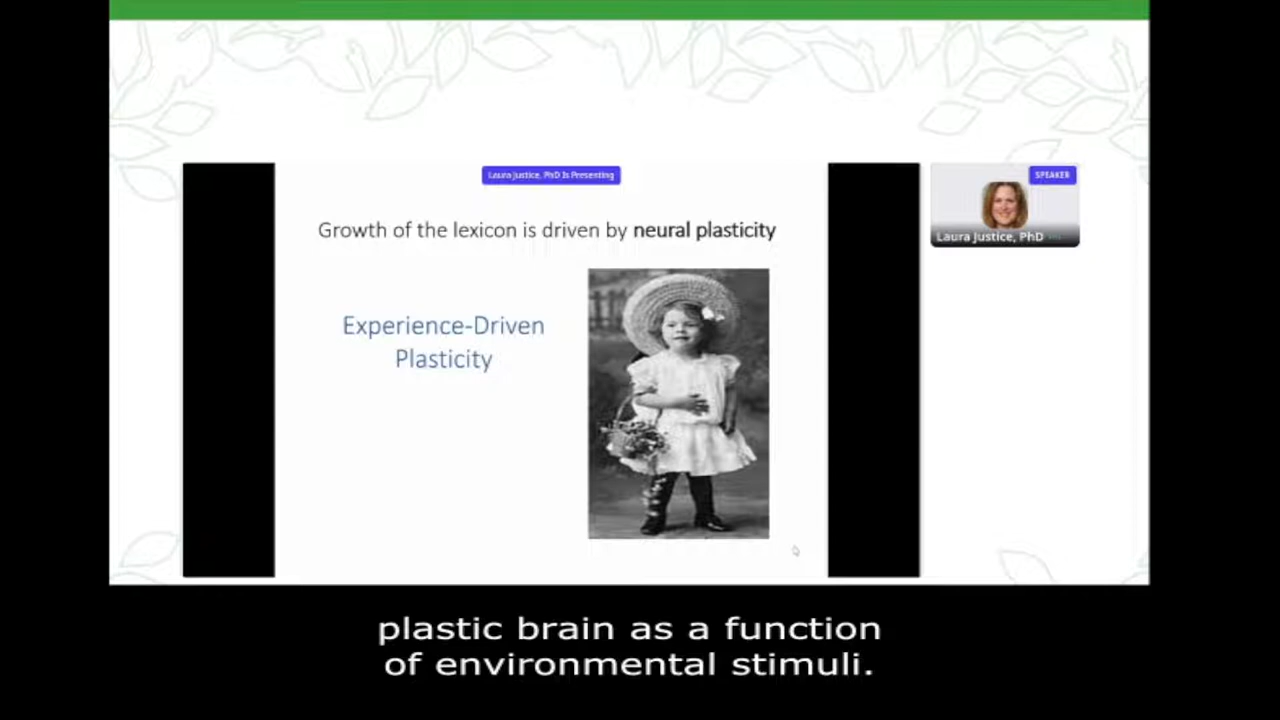 Laura Justice, PhD Is Presenting
SPEAKER
Laura Justice, PhD
Growth of the lexicon is driven by neural plasticity
Experience-Driven
Plasticity
plastic brain as a function
of environmental stimuli.